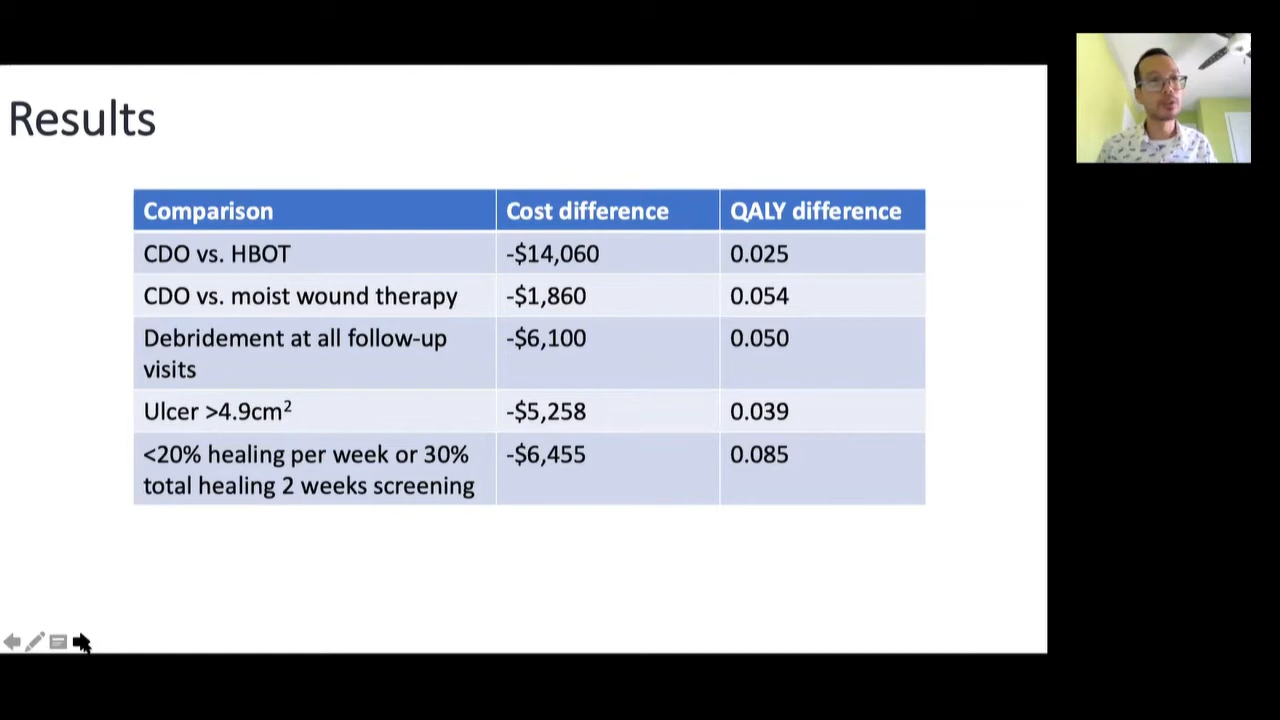 Results
Comparison Cost difference QALY difference
CDO vs. HBOT -$14,060 0.025
CDO vs. moist wound therapy -$1,860 0.054
Debridement at all follow-up -$6,100 0.050
visits
Ulcer >4.9cm² -$5,258 0.039
<20% healing per week or 30% -$6,455 0.085
total healing 2 weeks screening